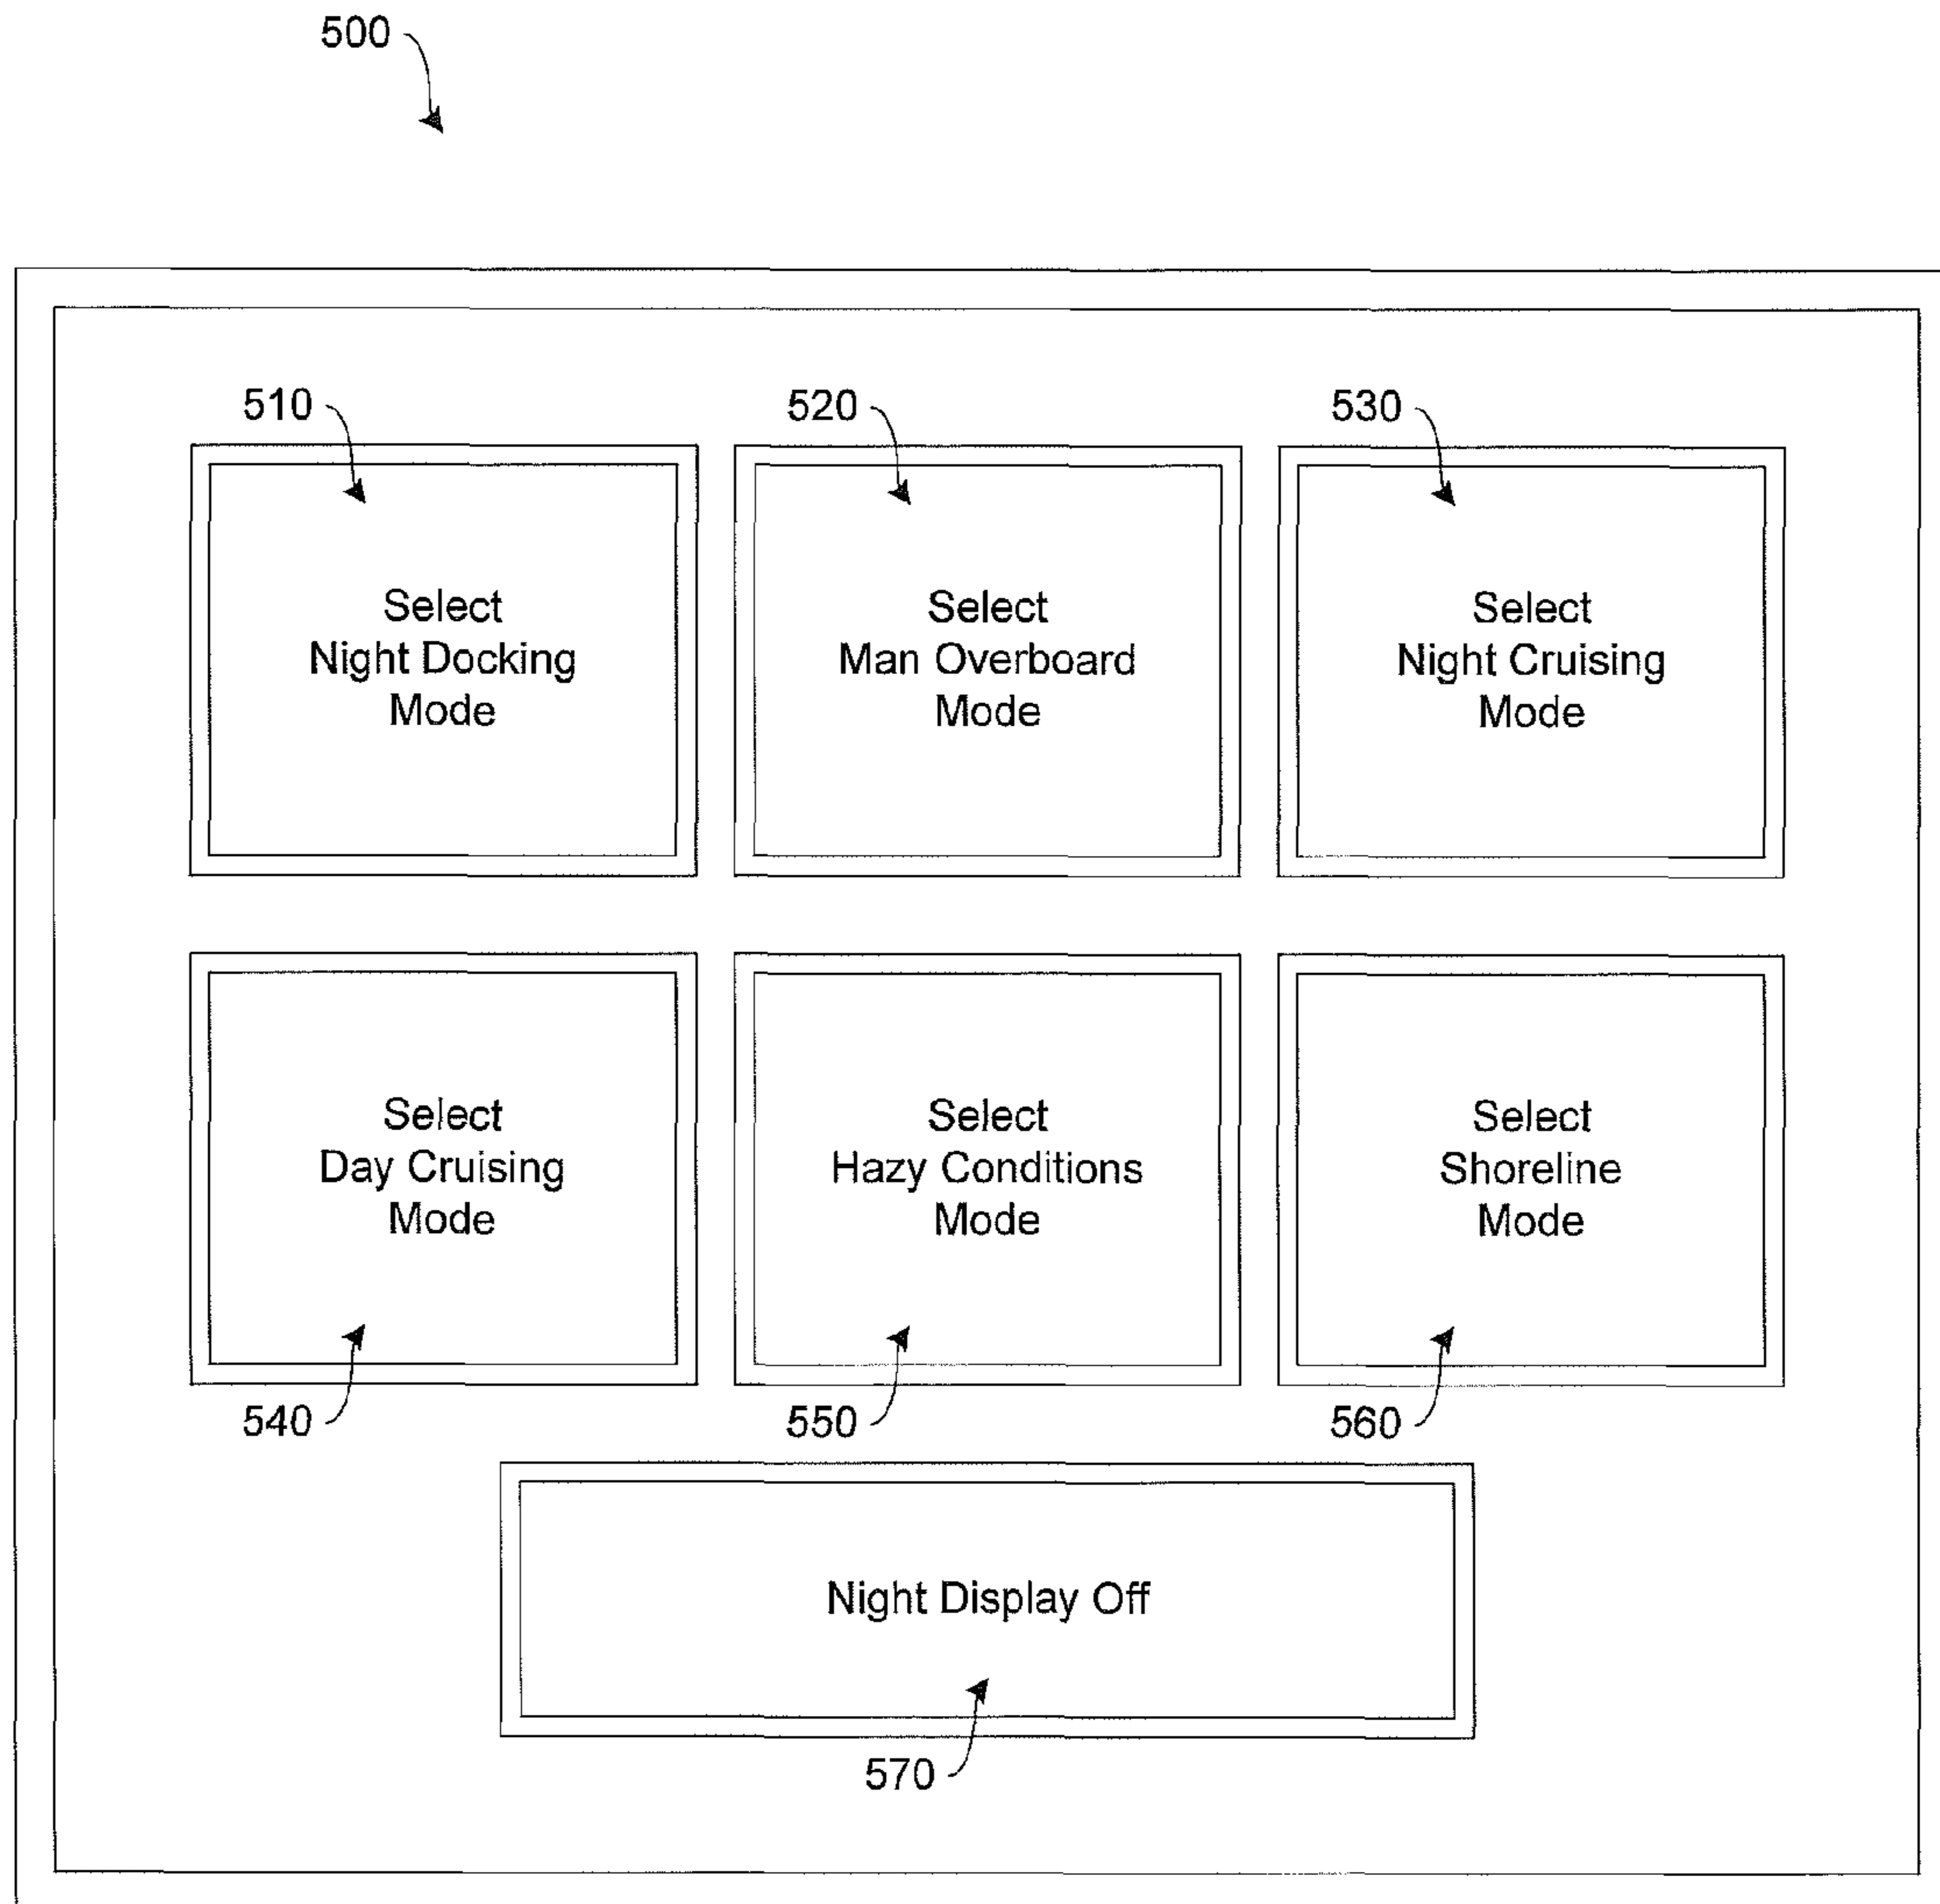 500
510
520
530
Select
Night Docking
Mode
Select
Man Overboard
Mode
Select
Night Cruising
Mode
Select
Day Cruising
Mode
Select
Hazy Conditions
Mode
Select
Shoreline
Mode
540
550
560
Night Display Off
570